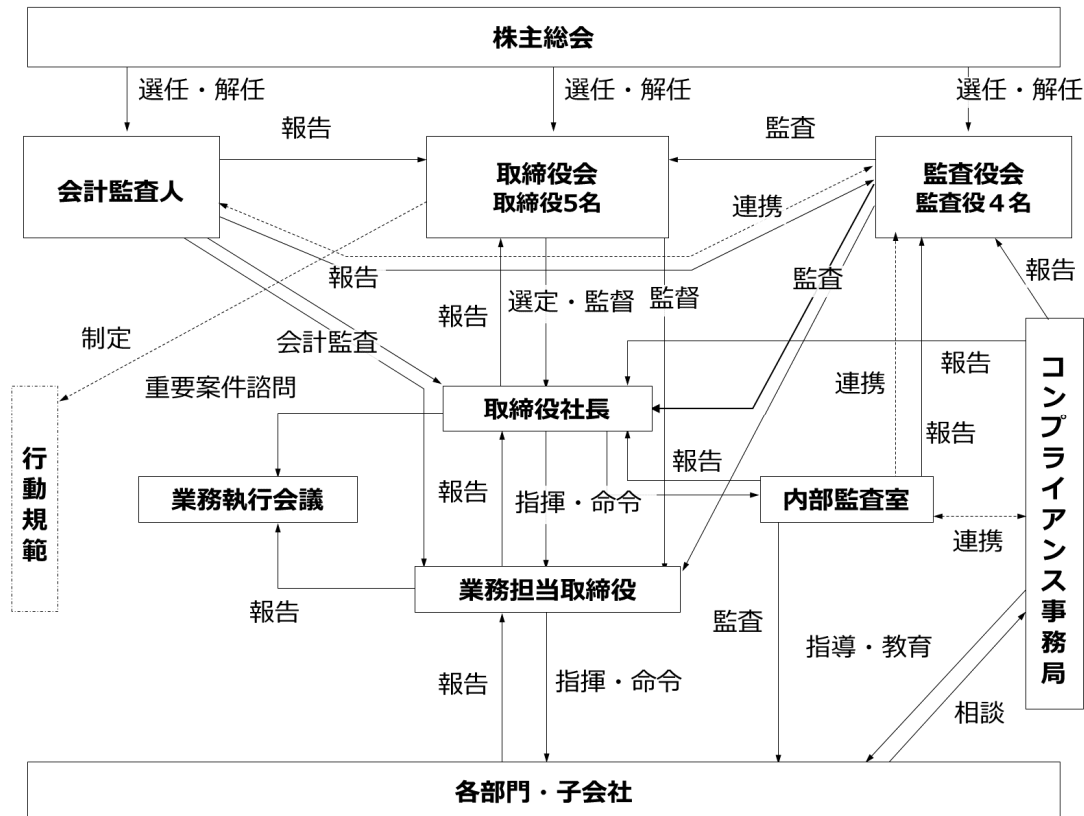 株主総会
選任・解任
選任・解任
選任・解任
報告
監査
会計監査人
取締役会
取締役5名
監査役会
監査役４名
連携
報告
監査
報告
報告
選定・監督
監督
制定
会計監査
報告
連携
重要案件諮問
取締役社長
報告
報告
行動規範
業務執行会議
報告
指揮・命令
内部監査室
連携
コンプライアンス事務局
業務担当取締役
報告
監査
指導・教育
報告
指揮・命令
相談
各部門・子会社